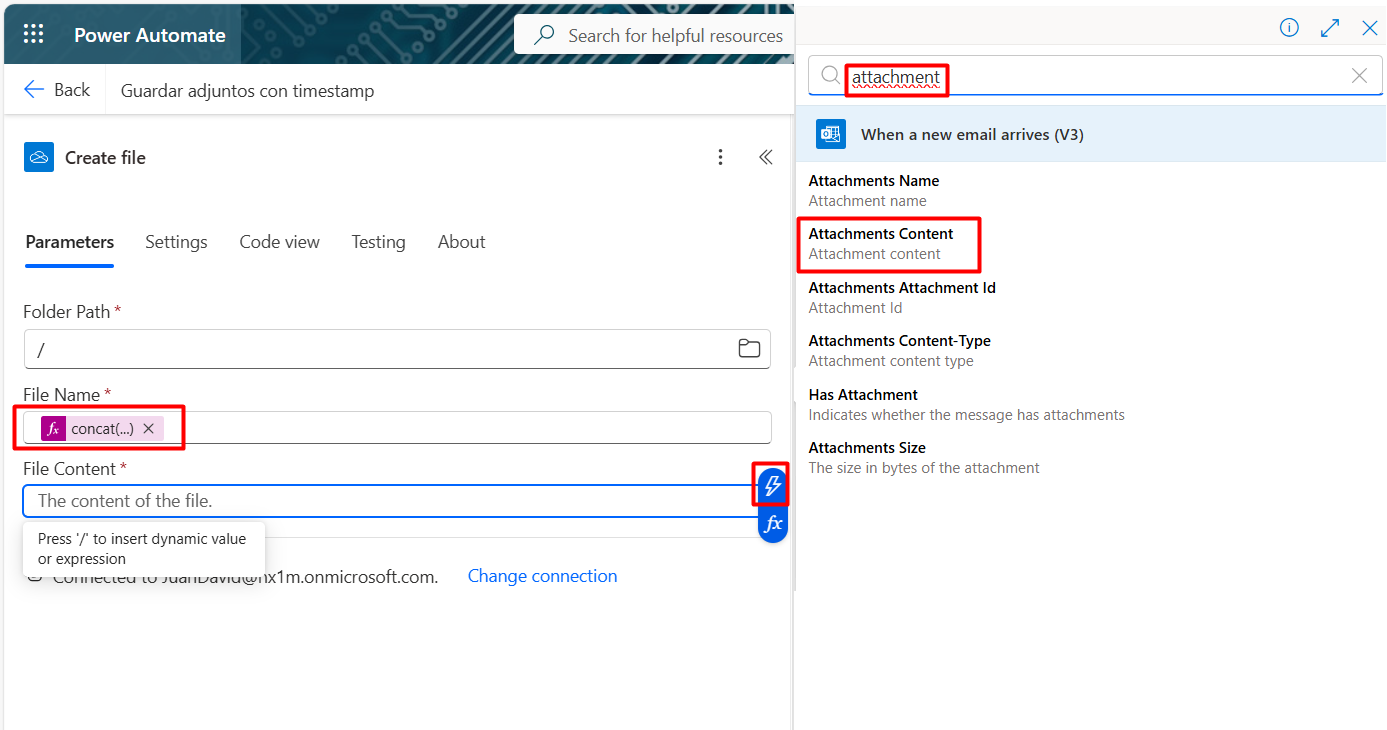 Power Automate
Search for helpful resources
Back
Guardar adjuntos con timestamp
Create file
Parameters Settings Code view Testing About
Folder Path *
/
File Name *
fx concat(...)
File Content *
The content of the file.
fx
Press '/' to insert dynamic value
or expression
Connected to JuanDavid@nx1m.onmicrosoft.com. Change connection
attachment
When a new email arrives (V3)
Attachments Name
Attachment name
Attachments Content
Attachment content
Attachments Attachment Id
Attachment Id
Attachments Content-Type
Attachment content type
Has Attachment
Indicates whether the message has attachments
Attachments Size
The size in bytes of the attachment